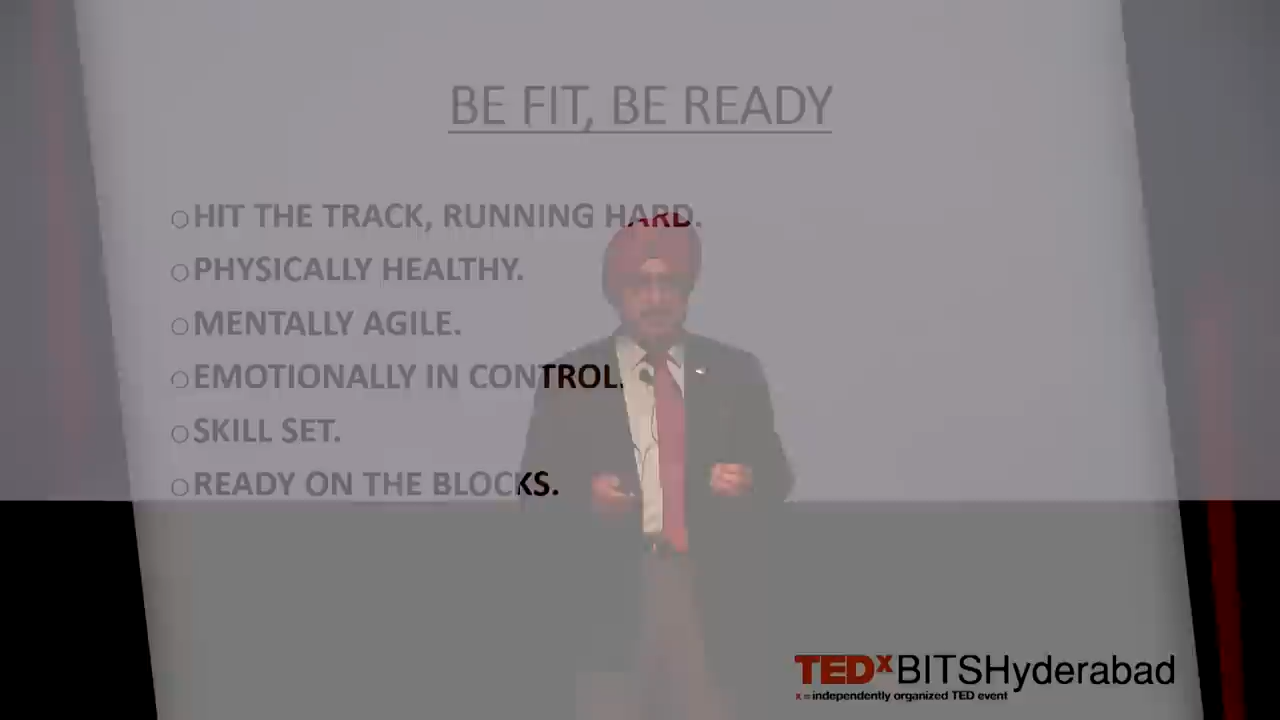 BE FIT, BE READY
○HIT THE TRACK, RUNNING HARD.
○PHYSICALLY HEALTHY.
○MENTALLY AGILE.
○EMOTIONALLY IN CONTROL.
○SKILL SET.
○READY ON THE BLOCKS.
TEDxBITSHyderabad
x = independently organized TED event